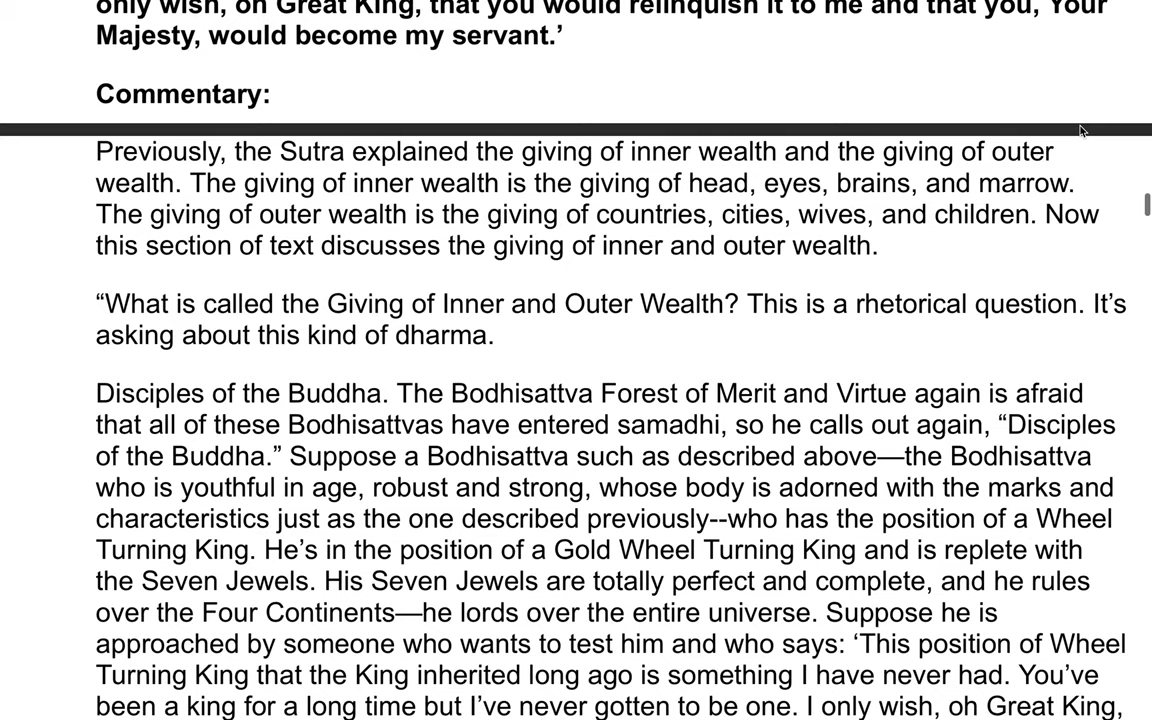 only wish, oh Great King, that you would relinquish it to me and that you, Your
Majesty, would become my servant.’
Commentary:
Previously, the Sutra explained the giving of inner wealth and the giving of outer
wealth. The giving of inner wealth is the giving of head, eyes, brains, and marrow.
The giving of outer wealth is the giving of countries, cities, wives, and children. Now
this section of text discusses the giving of inner and outer wealth.
“What is called the Giving of Inner and Outer Wealth? This is a rhetorical question. It’s
asking about this kind of dharma.
Disciples of the Buddha. The Bodhisattva Forest of Merit and Virtue again is afraid
that all of these Bodhisattvas have entered samadhi, so he calls out again, “Disciples
of the Buddha.” Suppose a Bodhisattva such as described above—the Bodhisattva
who is youthful in age, robust and strong, whose body is adorned with the marks and
characteristics just as the one described previously--who has the position of a Wheel
Turning King. He’s in the position of a Gold Wheel Turning King and is replete with
the Seven Jewels. His Seven Jewels are totally perfect and complete, and he rules
over the Four Continents—he lords over the entire universe. Suppose he is
approached by someone who wants to test him and who says: ‘This position of Wheel
Turning King that the King inherited long ago is something I have never had. You’ve
been a king for a long time but I’ve never gotten to be one. I only wish, oh Great King,